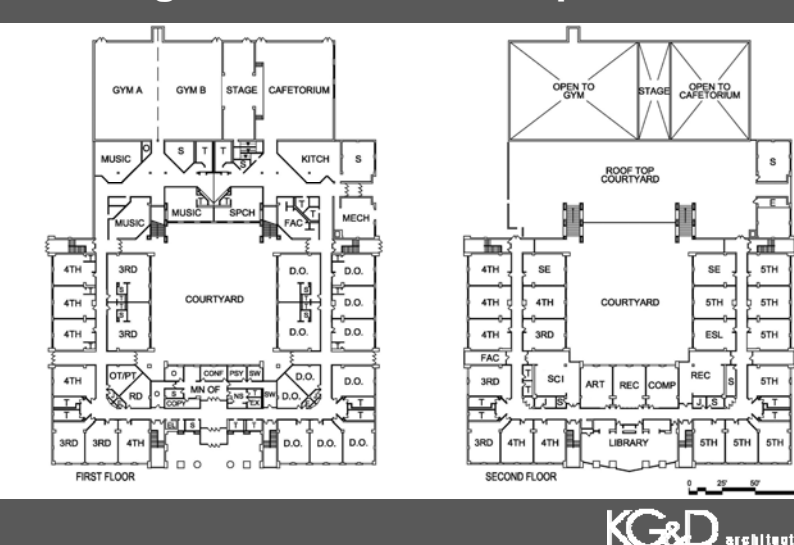 GYM A GYM B STAGE CAFETORIUM
MUSIC S T T S KITCH S
MUSIC MUSIC SPCH FAC T T MECH
4TH 3RD D.O. D.O.
4TH S T S COURTYARD S T S D.O.
4TH 3RD D.O. D.O.
4TH OT/PT RD O O CONF PSY SW D.O. D.O.
MN OF
S COPY NS EX SW D.O.
T T EL S T T T T
3RD 3RD 4TH D.O. D.O. D.O.
FIRST FLOOR
OPEN TO GYM STAGE OPEN TO CAFETORIUM
ROOF TOP COURTYARD S
E
4TH SE SE 5TH
4TH 4TH COURTYARD 5TH 5TH
4TH 3RD ESL 5TH
FAC
3RD T T SCI ART REC COMP REC S 5TH
T T J S J S T T
3RD 4TH 4TH LIBRARY 5TH 5TH 5TH
SECOND FLOOR
0 25' 50'
KG&D architect